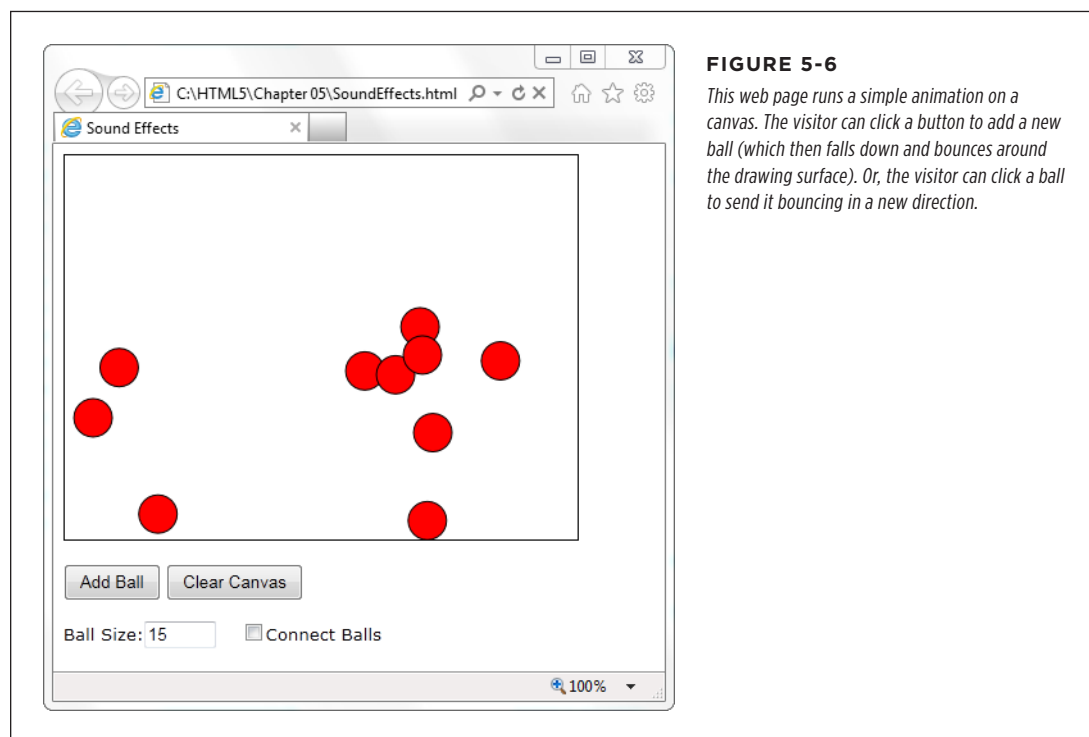 C:\HTML5\Chapter 05\SoundEffects.html
Sound Effects
Add Ball
Clear Canvas
Ball Size: 15
Connect Balls
100%
FIGURE 5-6
This web page runs a simple animation on a
canvas. The visitor can click a button to add a new
ball (which then falls down and bounces around
the drawing surface). Or, the visitor can click a ball
to send it bouncing in a new direction.